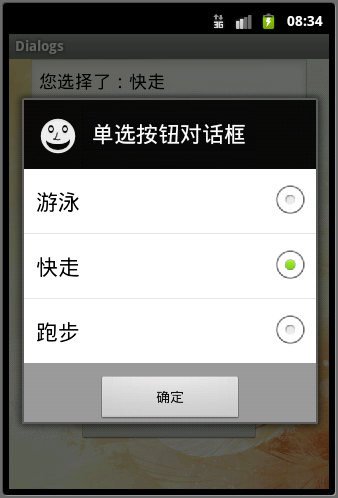 3G 08:34
Dialogs
您选择了：快走
单选按钮对话框
游泳
快走
跑步
确定